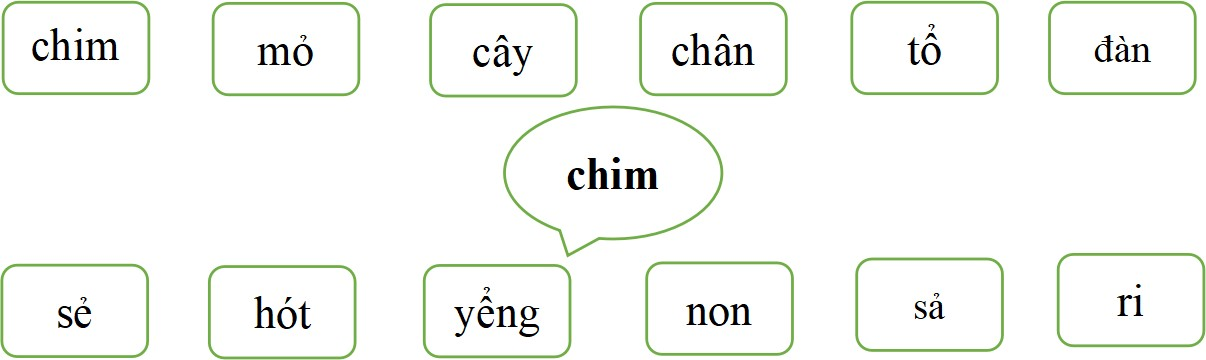 chim mỏ cây chân tổ đàn
chim
sẻ hót yểng non sả ri